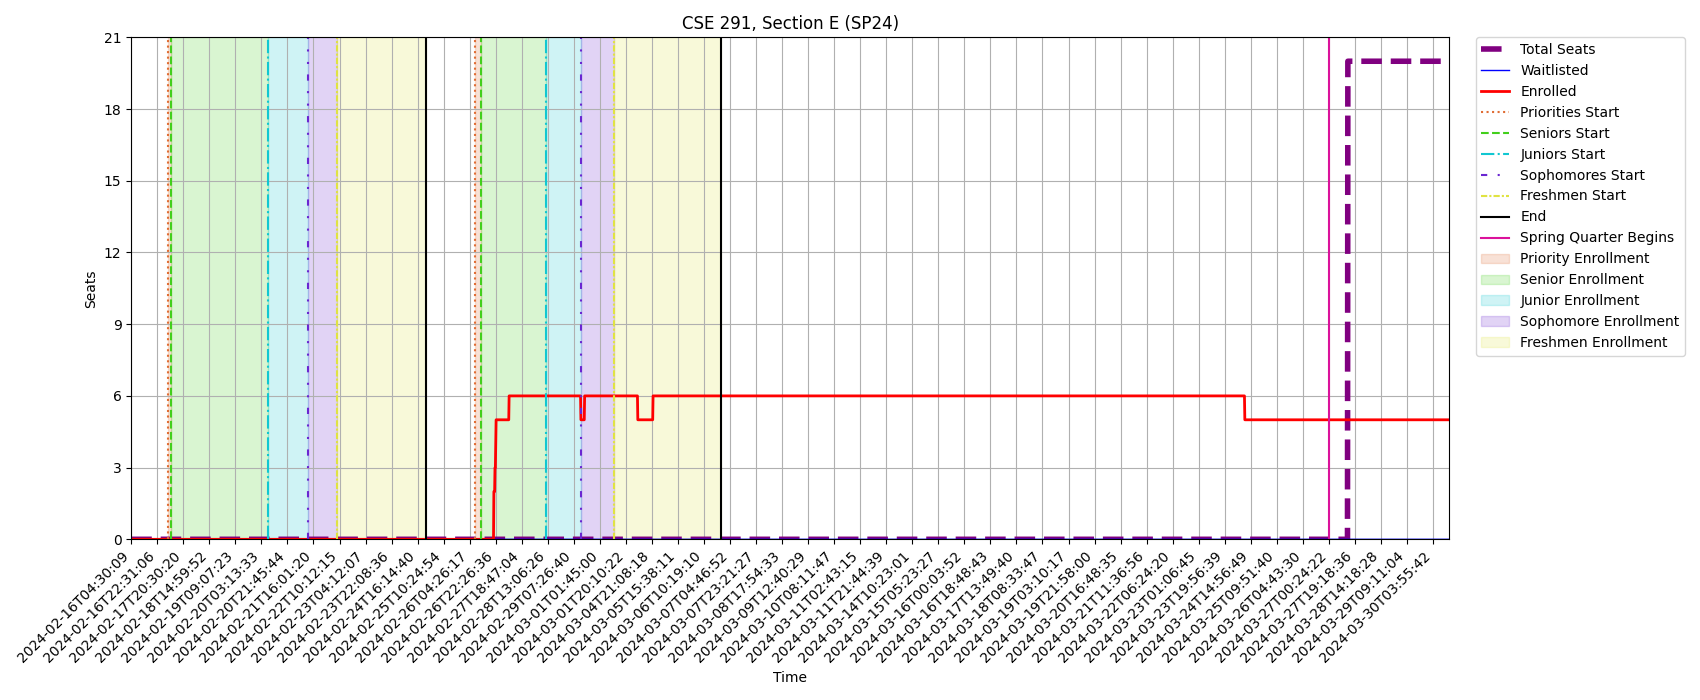 CSE 291, Section E (SP24)
Seats
21
18
15
12
9
6
3
0
2024-02-16T04:30:09
2024-02-16T22:31:06
2024-02-17T20:30:20
2024-02-18T14:59:52
2024-02-19T09:07:23
2024-02-20T03:13:33
2024-02-20T21:45:44
2024-02-21T16:01:20
2024-02-22T10:12:15
2024-02-23T04:12:07
2024-02-23T22:08:36
2024-02-24T16:14:40
2024-02-25T10:24:54
2024-02-26T04:26:17
2024-02-26T22:26:36
2024-02-27T18:47:04
2024-02-28T13:06:26
2024-02-29T07:26:40
2024-03-01T01:45:00
2024-03-01T20:10:22
2024-03-04T21:08:18
2024-03-05T15:38:11
2024-03-06T10:19:10
2024-03-07T04:46:52
2024-03-07T23:21:27
2024-03-08T17:54:33
2024-03-09T12:40:29
2024-03-10T08:11:47
2024-03-11T02:43:15
2024-03-11T21:44:39
2024-03-14T10:23:01
2024-03-15T05:23:27
2024-03-16T00:03:52
2024-03-16T18:48:43
2024-03-17T13:49:40
2024-03-18T08:33:47
2024-03-19T03:10:17
2024-03-19T21:58:00
2024-03-20T16:48:35
2024-03-21T11:36:56
2024-03-22T06:24:20
2024-03-23T01:06:45
2024-03-23T19:56:39
2024-03-24T14:56:49
2024-03-25T09:51:40
2024-03-26T04:43:30
2024-03-27T00:24:22
2024-03-27T19:18:36
2024-03-28T14:18:28
2024-03-29T09:11:04
2024-03-30T03:55:42
Time
Total Seats
Waitlisted
Enrolled
Priorities Start
Seniors Start
Juniors Start
Sophomores Start
Freshmen Start
End
Spring Quarter Begins
Priority Enrollment
Senior Enrollment
Junior Enrollment
Sophomore Enrollment
Freshmen Enrollment